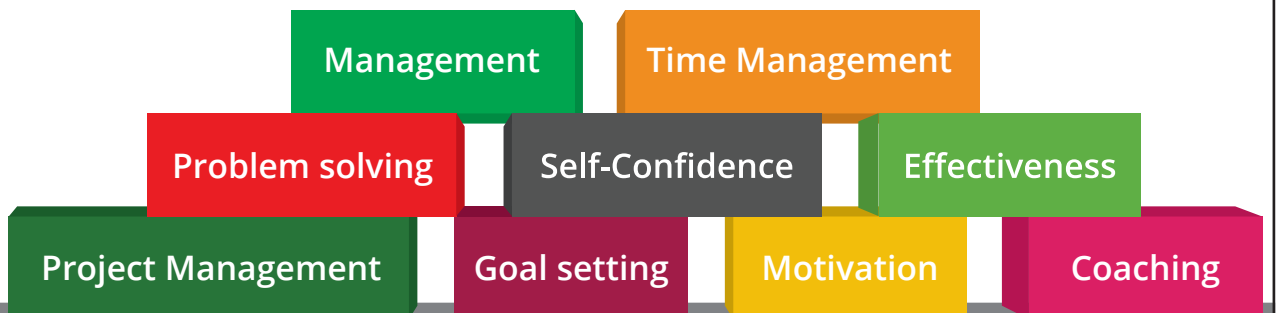 Management Time Management
Problem solving Self-Confidence Effectiveness
Project Management Goal setting Motivation Coaching